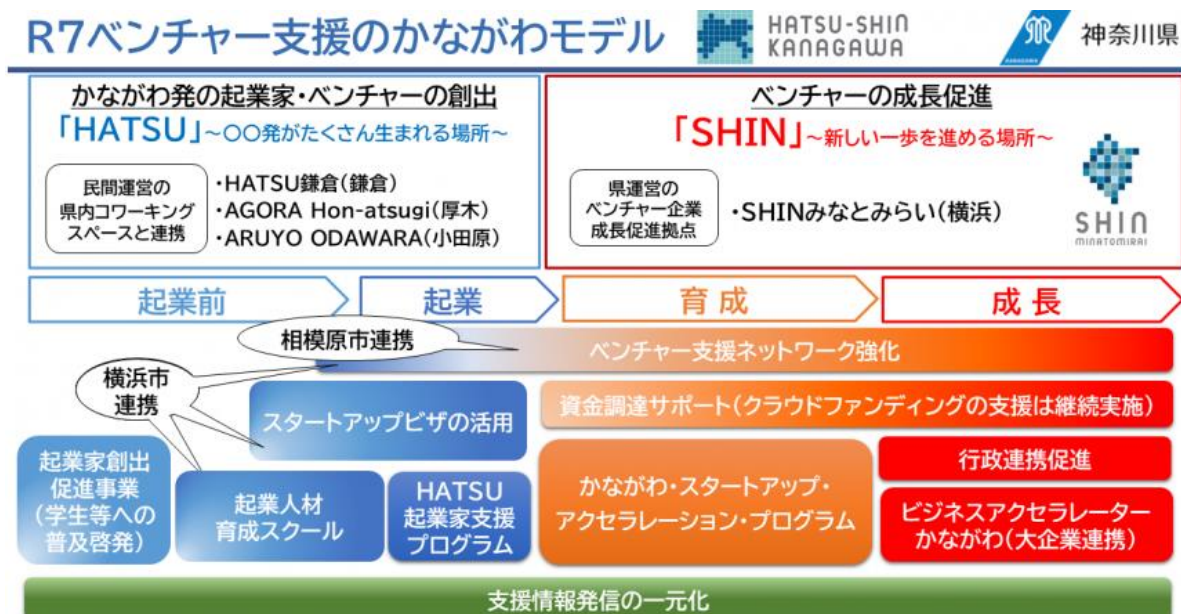 R7ベンチャー支援のかながわモデル
HATSU-SHIN
KANAGAWA
神奈川県
かながわ発の起業家・ベンチャーの創出
「HATSU」~〇〇発がたくさん生まれる場所~
民間運営の
県内コワーキング
スペースと連携
・HATSU鎌倉(鎌倉)
・AGORA Hon-atsugi(厚木)
・ARUYO ODAWARA(小田原)
ベンチャーの成長促進
「SHIN」~新しい一歩を進める場所~
県運営の
ベンチャー企業
成長促進拠点
・SHINみなとみらい(横浜)
SHIN
MINATOMIRAI
起業前
起業
育成
成長
相模原市連携
ベンチャー支援ネットワーク強化
横浜市
連携
スタートアップビザの活用
資金調達サポート(クラウドファンディングの支援は継続実施)
起業家創出
促進事業
(学生等への
普及啓発)
起業人材
育成スクール
HATSU
起業家支援
プログラム
かながわ・スタートアップ・
アクセラレーション・プログラム
行政連携促進
ビジネスアクセラレーター
かながわ(大企業連携)
支援情報発信の一元化